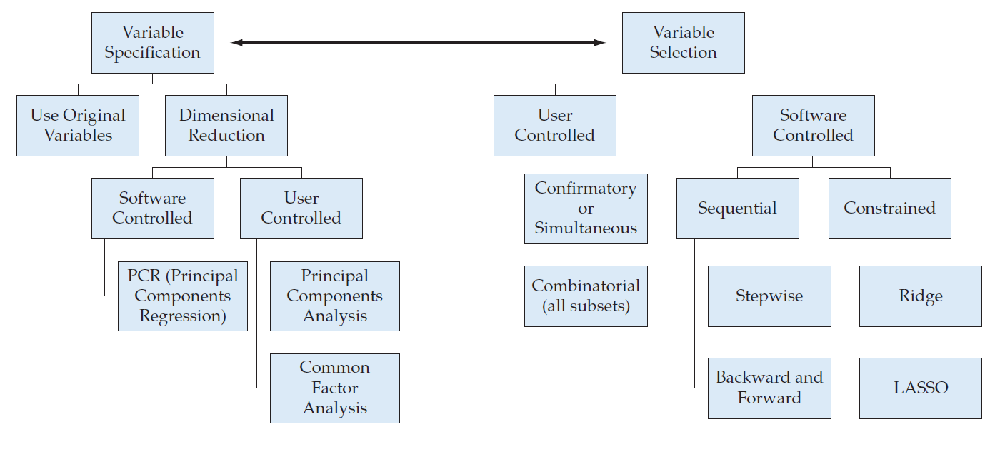 Variable
Specification
Variable
Selection
Use Original
Variables
Dimensional
Reduction
User
Controlled
Software
Controlled
Software
Controlled
User
Controlled
Confirmatory
or
Simultaneous
Sequential
Constrained
PCR (Principal
Components
Regression)
Principal
Components
Analysis
Combinatorial
(all subsets)
Stepwise
Ridge
Common
Factor
Analysis
Backward and
Forward
LASSO